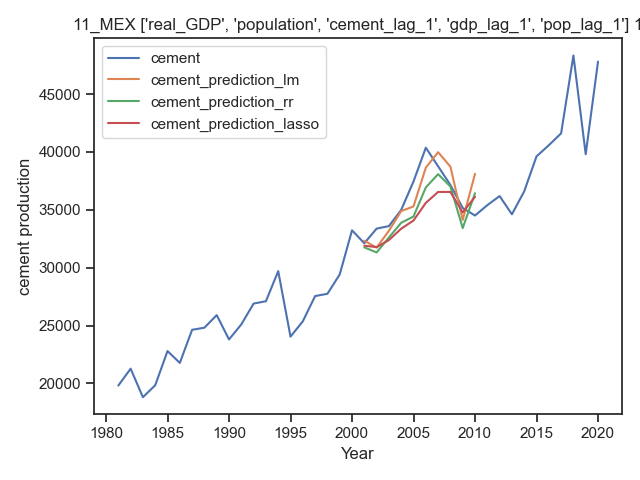 11_MEX ['real_GDP', 'population', 'cement_lag_1', 'gdp_lag_1', 'pop_lag_1'] 1
cement
cement_prediction_lm
cement_prediction_rr
cement_prediction_lasso
45000
40000
35000
30000
25000
20000
cement production
1980 1985 1990 1995 2000 2005 2010 2015 2020
Year